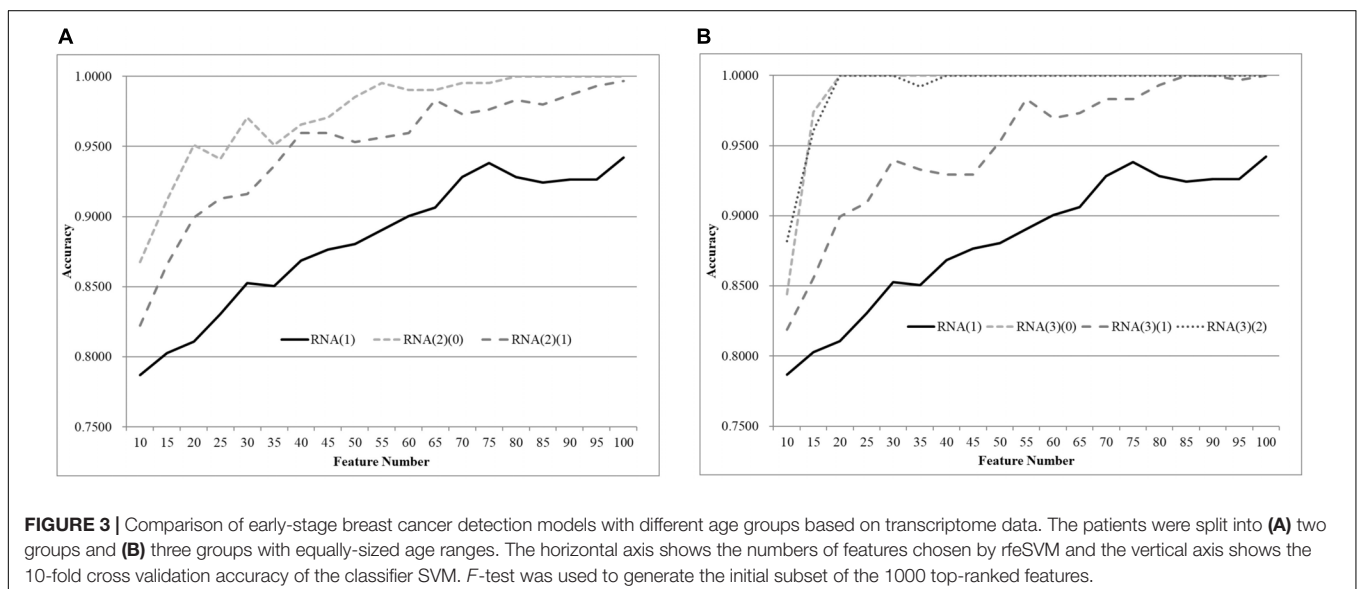 A
1.0000
0.9500
0.9000
0.8500
0.8000
0.7500
Accuracy
RNA(1) RNA(2)(0) RNA(2)(1)
10 15 20 25 30 35 40 45 50 55 60 65 70 75 80 85 90 95 100
Feature Number
B
1.0000
0.9500
0.9000
0.8500
0.8000
0.7500
Accuracy
RNA(1) RNA(3)(0) RNA(3)(1) RNA(3)(2)
10 15 20 25 30 35 40 45 50 55 60 65 70 75 80 85 90 95 100
Feature Number
FIGURE 3 | Comparison of early-stage breast cancer detection models with different age groups based on transcriptome data. The patients were split into (A) two
groups and (B) three groups with equally-sized age ranges. The horizontal axis shows the numbers of features chosen by rfeSVM and the vertical axis shows the
10-fold cross validation accuracy of the classifier SVM. F-test was used to generate the initial subset of the 1000 top-ranked features.